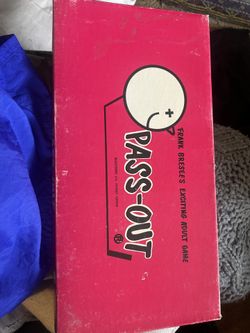 FRANK BRESEE'S EXCITING ADULT GAME
PASS-OUT
®